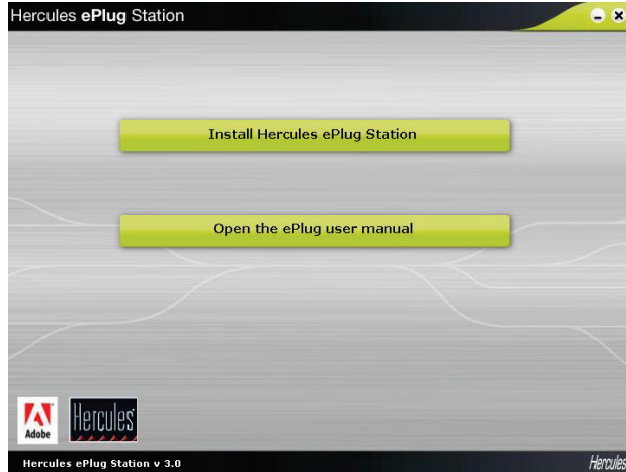 Hercules ePlug Station
Install Hercules ePlug Station
Open the ePlug user manual
Adobe
Hercules
Hercules ePlug Station v 3.0
Hercules